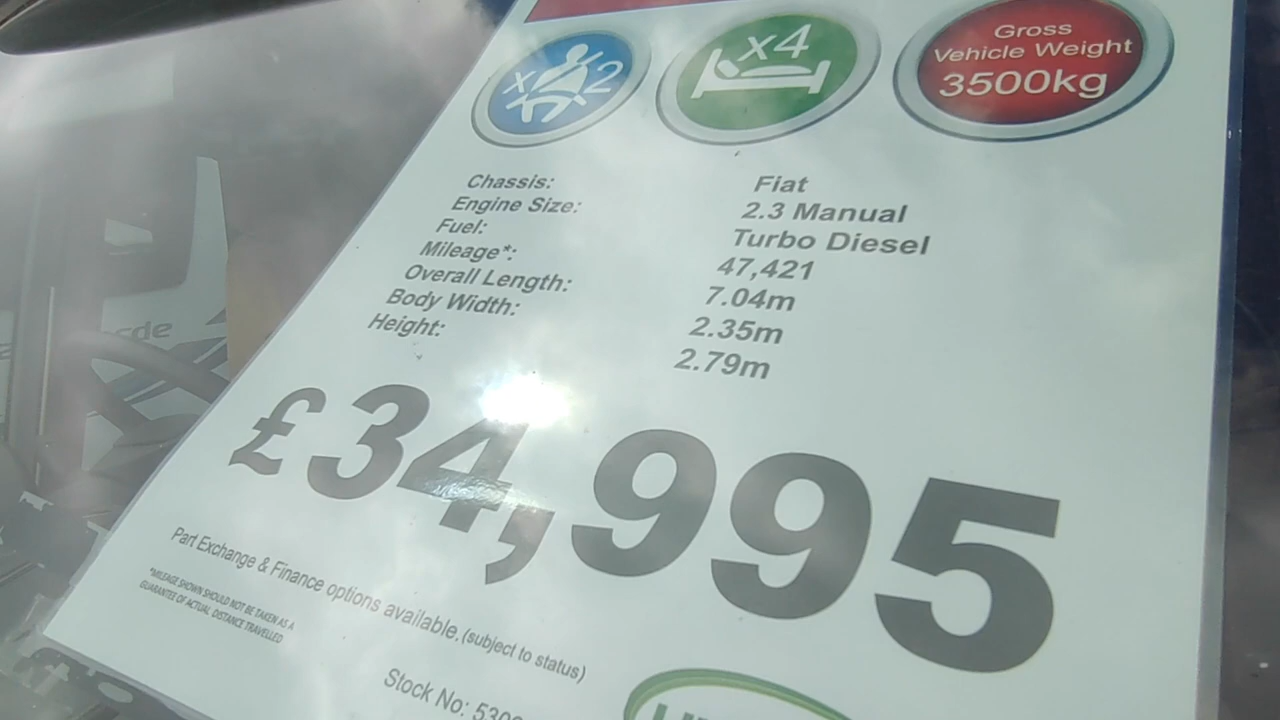 x2
x4
Gross
Vehicle Weight
3500kg
Chassis: Fiat
Engine Size: 2.3 Manual
Fuel: Turbo Diesel
Mileage*: 47,421
Overall Length: 7.04m
Body Width: 2.35m
Height: 2.79m
£34,995
Part Exchange & Finance options available. (subject to status)
*MILEAGE SHOWN SHOULD NOT BE TAKEN AS A
GUARANTEE OF ACTUAL DISTANCE TRAVELLED
Stock No: